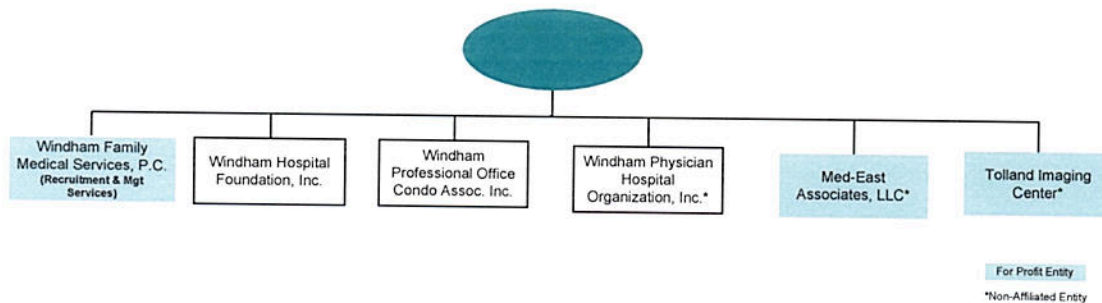 Windham Family
Medical Services, P.C.
(Recruitment & Mgt
Services)
Windham Hospital
Foundation, Inc.
Windham
Professional Office
Condo Assoc. Inc.
Windham Physician
Hospital
Organization, Inc.*
Med-East
Associates, LLC*
Tolland Imaging
Center*
For Profit Entity
*Non-Affiliated Entity